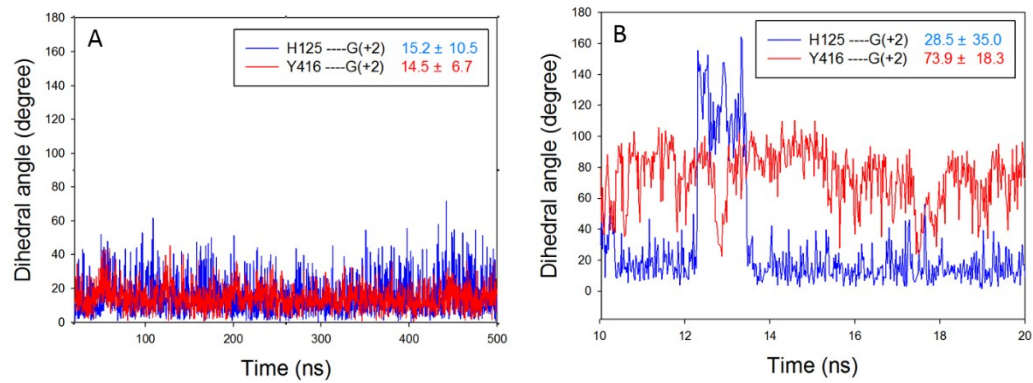 A
Dihedral angle (degree)
180
160
140
120
100
80
60
40
20
0
H125 ----G(+2) 15.2 ± 10.5
Y416 ----G(+2) 14.5 ± 6.7
100 200 300 400 500
Time (ns)
B
Dihedral angle (degree)
180
160
140
120
100
80
60
40
20
0
H125 ----G(+2) 28.5 ± 35.0
Y416 ----G(+2) 73.9 ± 18.3
10 12 14 16 18 20
Time (ns)